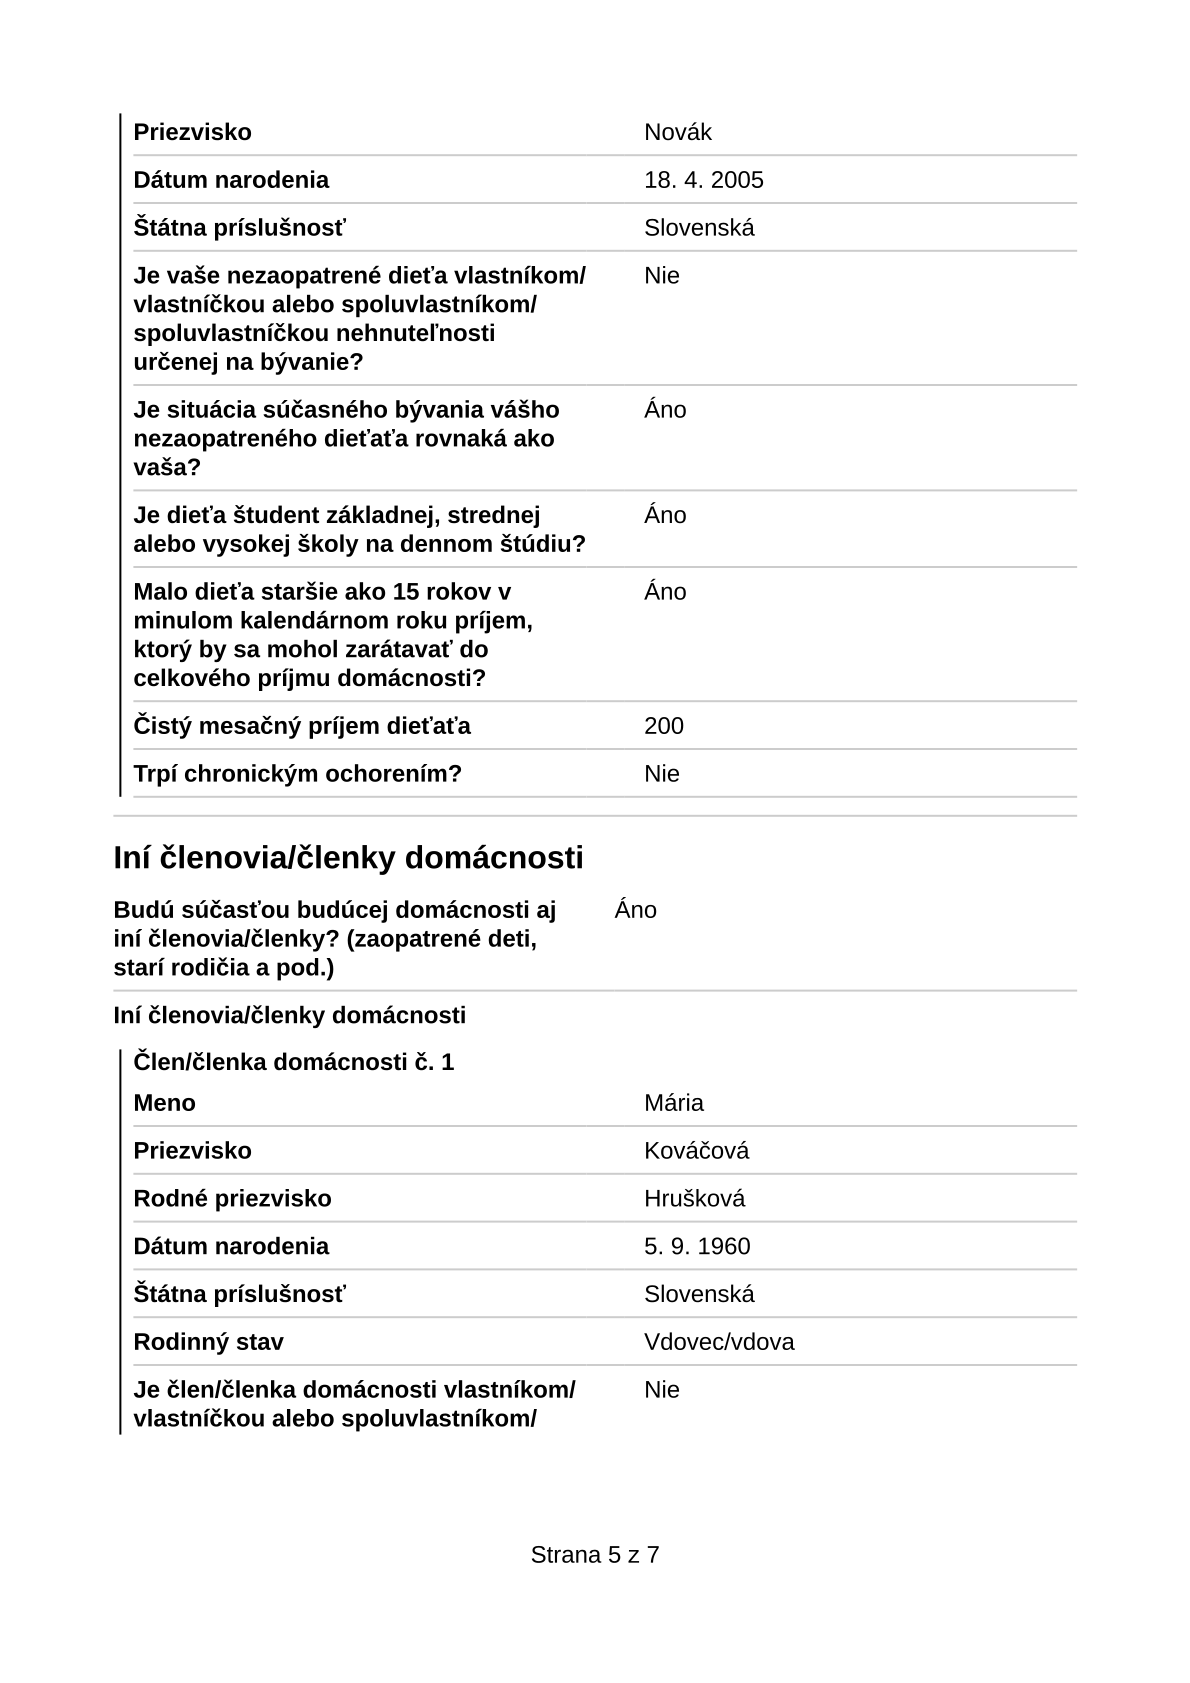 Priezvisko Novák
Dátum narodenia 18. 4. 2005
Štátna príslušnosť Slovenská
Je vaše nezaopatrené dieťa vlastníkom/ Nie
vlastníčkou alebo spoluvlastníkom/
spoluvlastníčkou nehnuteľnosti
určenej na bývanie?
Je situácia súčasného bývania vášho Áno
nezaopatreného dieťaťa rovnaká ako
vaša?
Je dieťa študent základnej, strednej Áno
alebo vysokej školy na dennom štúdiu?
Malo dieťa staršie ako 15 rokov v Áno
minulom kalendárnom roku príjem,
ktorý by sa mohol zarátavať do
celkového príjmu domácnosti?
Čistý mesačný príjem dieťaťa 200
Trpí chronickým ochorením? Nie
Iní členovia/členky domácnosti
Budú súčasťou budúcej domácnosti aj Áno
iní členovia/členky? (zaopatrené deti,
starí rodičia a pod.)
Iní členovia/členky domácnosti
Člen/členka domácnosti č. 1
Meno Mária
Priezvisko Kováčová
Rodné priezvisko Hrušková
Dátum narodenia 5. 9. 1960
Štátna príslušnosť Slovenská
Rodinný stav Vdovec/vdova
Je člen/členka domácnosti vlastníkom/ Nie
vlastníčkou alebo spoluvlastníkom/
Strana 5 z 7